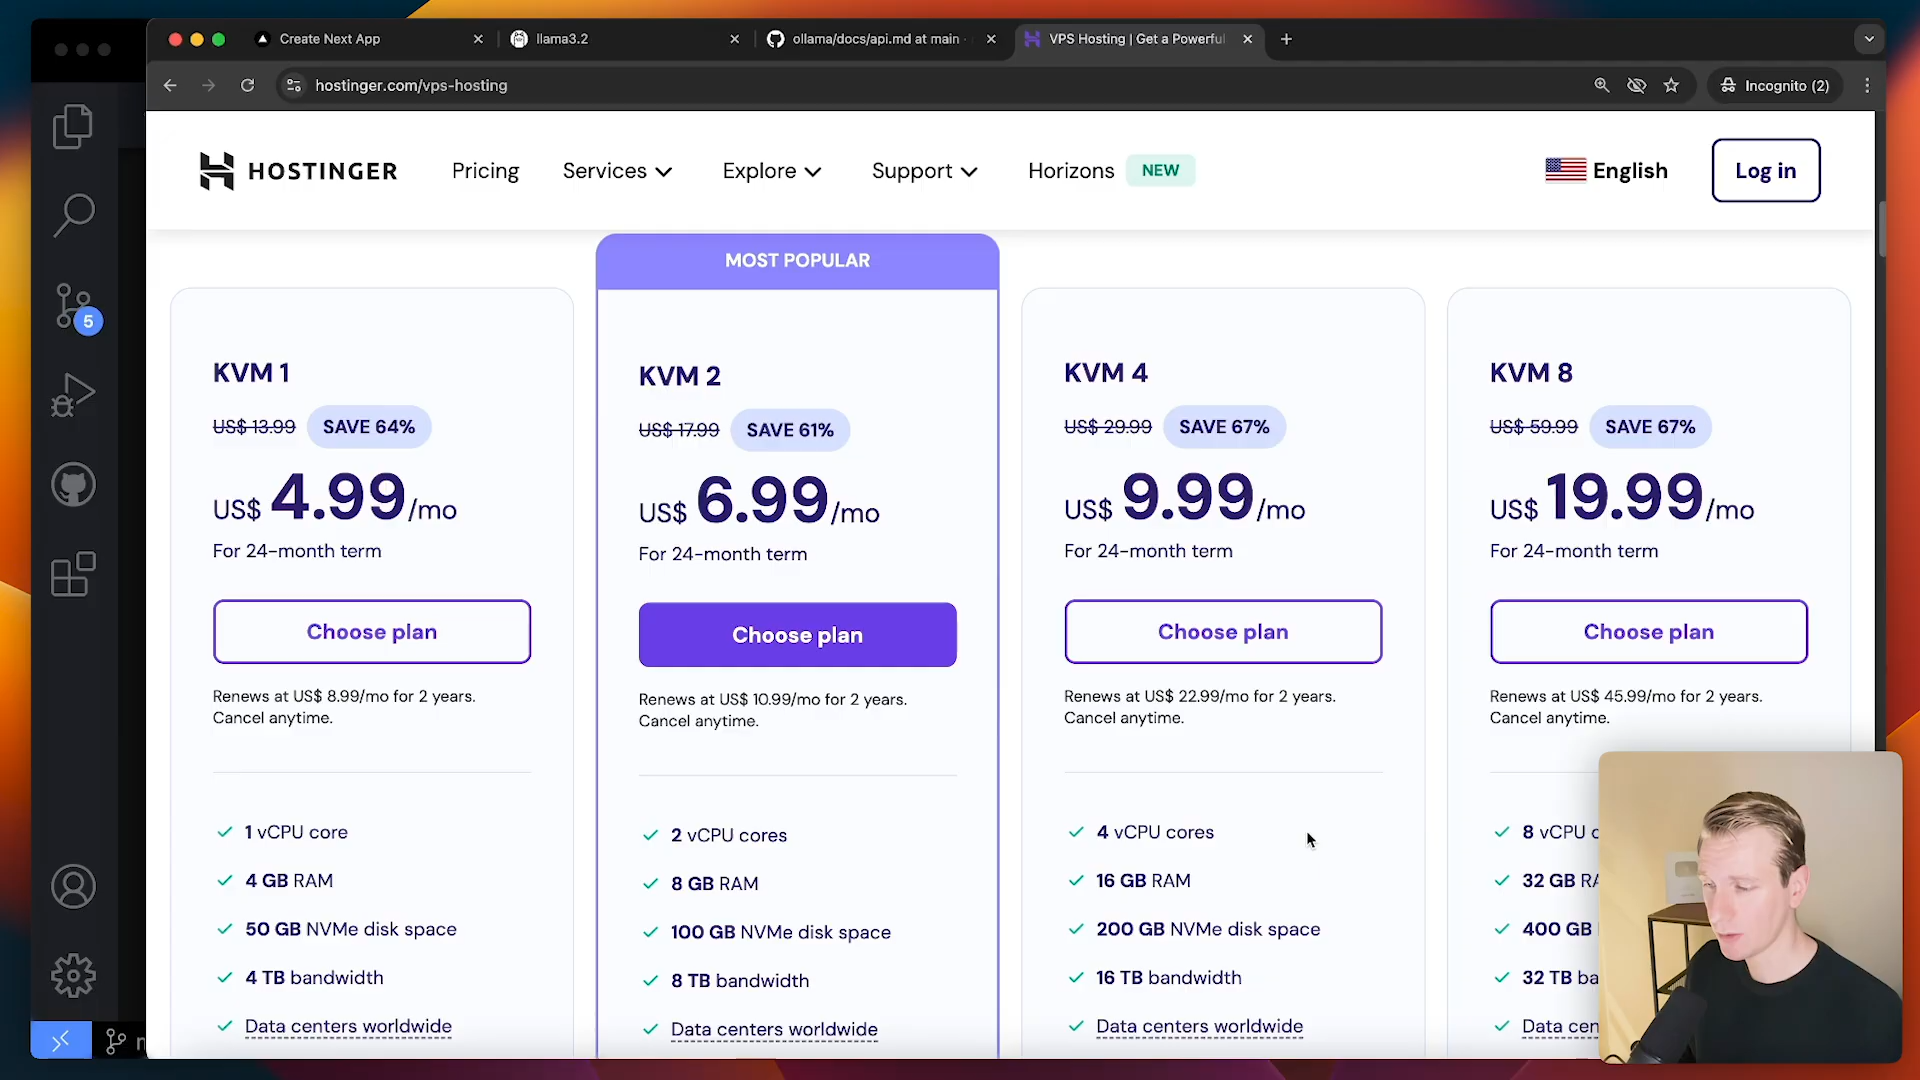 Create Next App
llama3.2
ollama/docs/api.md at main
VPS Hosting | Get a Powerful
hostinger.com/vps-hosting
Incognito (2)
HOSTINGER
Pricing
Services
Explore
Support
Horizons
NEW
English
Log in
MOST POPULAR
KVM 1
US$ 13.99
SAVE 64%
US$ 4.99/mo
For 24-month term
Choose plan
Renews at US$ 8.99/mo for 2 years.
Cancel anytime.
1 vCPU core
4 GB RAM
50 GB NVMe disk space
4 TB bandwidth
Data centers worldwide
KVM 2
US$ 17.99
SAVE 61%
US$ 6.99/mo
For 24-month term
Choose plan
Renews at US$ 10.99/mo for 2 years.
Cancel anytime.
2 vCPU cores
8 GB RAM
100 GB NVMe disk space
8 TB bandwidth
Data centers worldwide
KVM 4
US$ 29.99
SAVE 67%
US$ 9.99/mo
For 24-month term
Choose plan
Renews at US$ 22.99/mo for 2 years.
Cancel anytime.
4 vCPU cores
16 GB RAM
200 GB NVMe disk space
16 TB bandwidth
Data centers worldwide
KVM 8
US$ 59.99
SAVE 67%
US$ 19.99/mo
For 24-month term
Choose plan
Renews at US$ 45.99/mo for 2 years.
Cancel anytime.
8 vCPU c
32 GB RA
400 GB
32 TB ba
Data cen
5